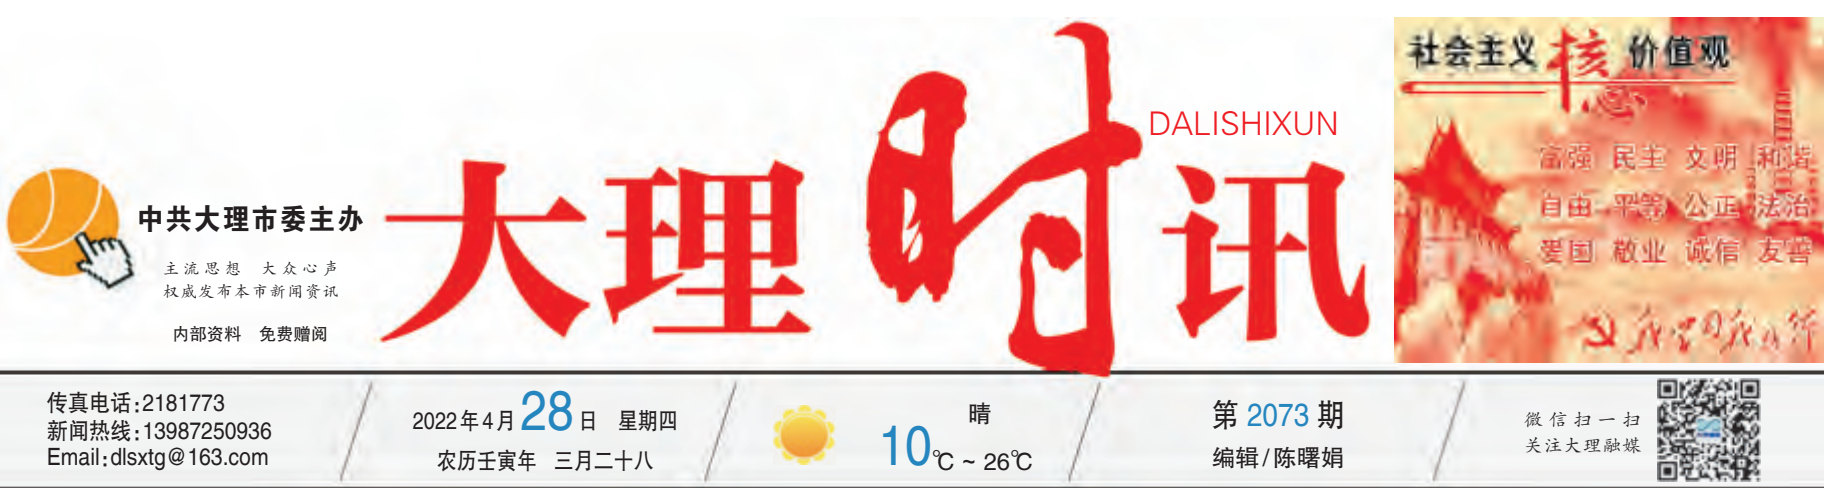 中共大理市委主办
主流思想 大众心声
权威发布本市新闻资讯
内部资料 免费赠阅
大理时讯
DALISHIXUN
社会主义核心价值观
富强 民主 文明 和谐
自由 平等 公正 法治
爱国 敬业 诚信 友善
传真电话:2181773
新闻热线:13987250936
Email:dlsxtg@163.com
2022年4月28日 星期四
农历壬寅年 三月二十八
晴
10℃ ~ 26℃
第 2073 期
编辑/陈曙娟
微信扫一扫
关注大理融媒